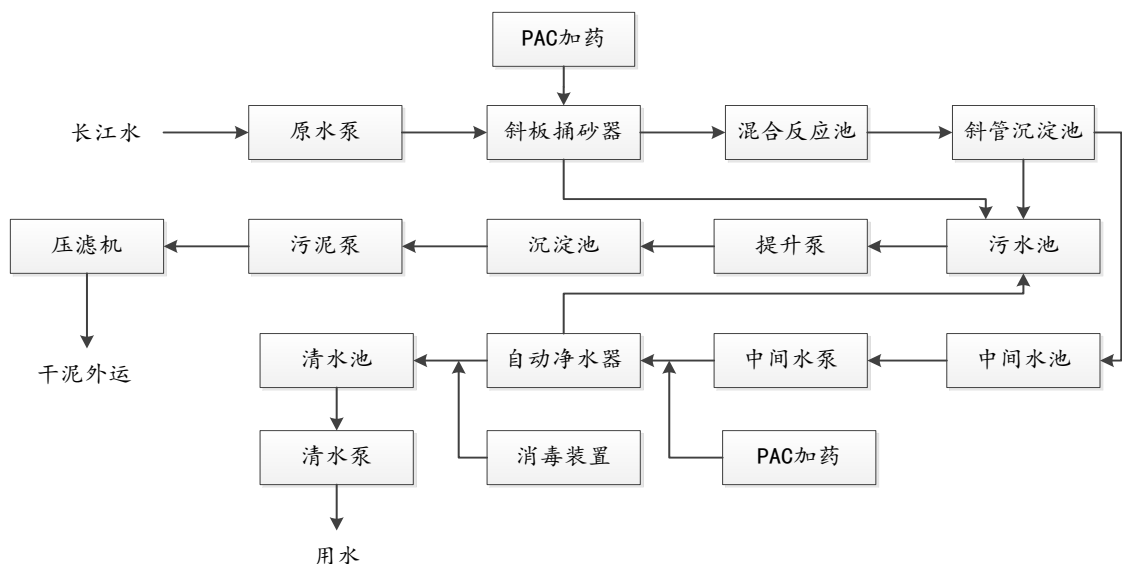 PAC加药
长江水
原水泵
斜板捅砂器
混合反应池
斜管沉淀池
压滤机
污泥泵
沉淀池
提升泵
污水池
干泥外运
清水池
自动净水器
中间水泵
中间水池
清水泵
消毒装置
PAC加药
用水